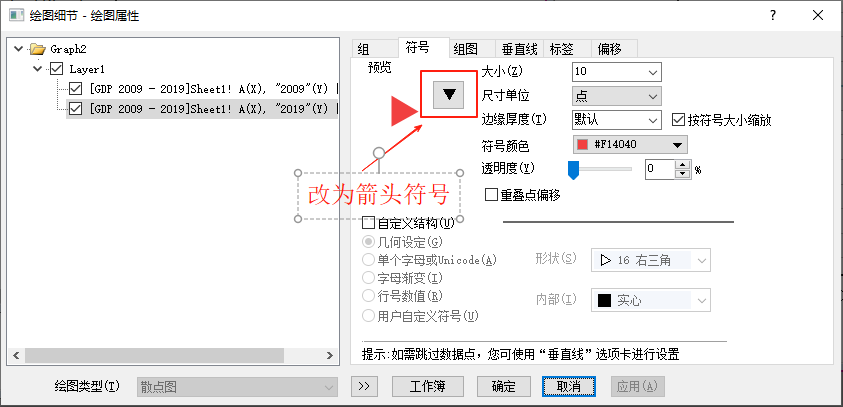 绘图细节 - 绘图属性
Graph2
Layer1
[GDP 2009 - 2019]Sheet1! A(X), "2009"(Y) |
[GDP 2009 - 2019]Sheet1! A(X), "2019"(Y) |
组 符号 组图 垂直线 标签 偏移
预览
大小(Z) 10
尺寸单位 点
边缘厚度(T) 默认 按符号大小缩放
符号颜色 #F14040
透明度(Y) 0 %
改为箭头符号
重叠点偏移
自定义结构(U)
几何设定(G)
单个字母或Unicode(A)
字母渐变(I)
行号数值(R)
用户自定义符号(U)
形状(S) 16 右三角
内部(I) 实心
提示:如需跳过数据点，您可使用“垂直线”选项卡进行设置
绘图类型(T) 散点图 >> 工作簿 确定 取消 应用(A)